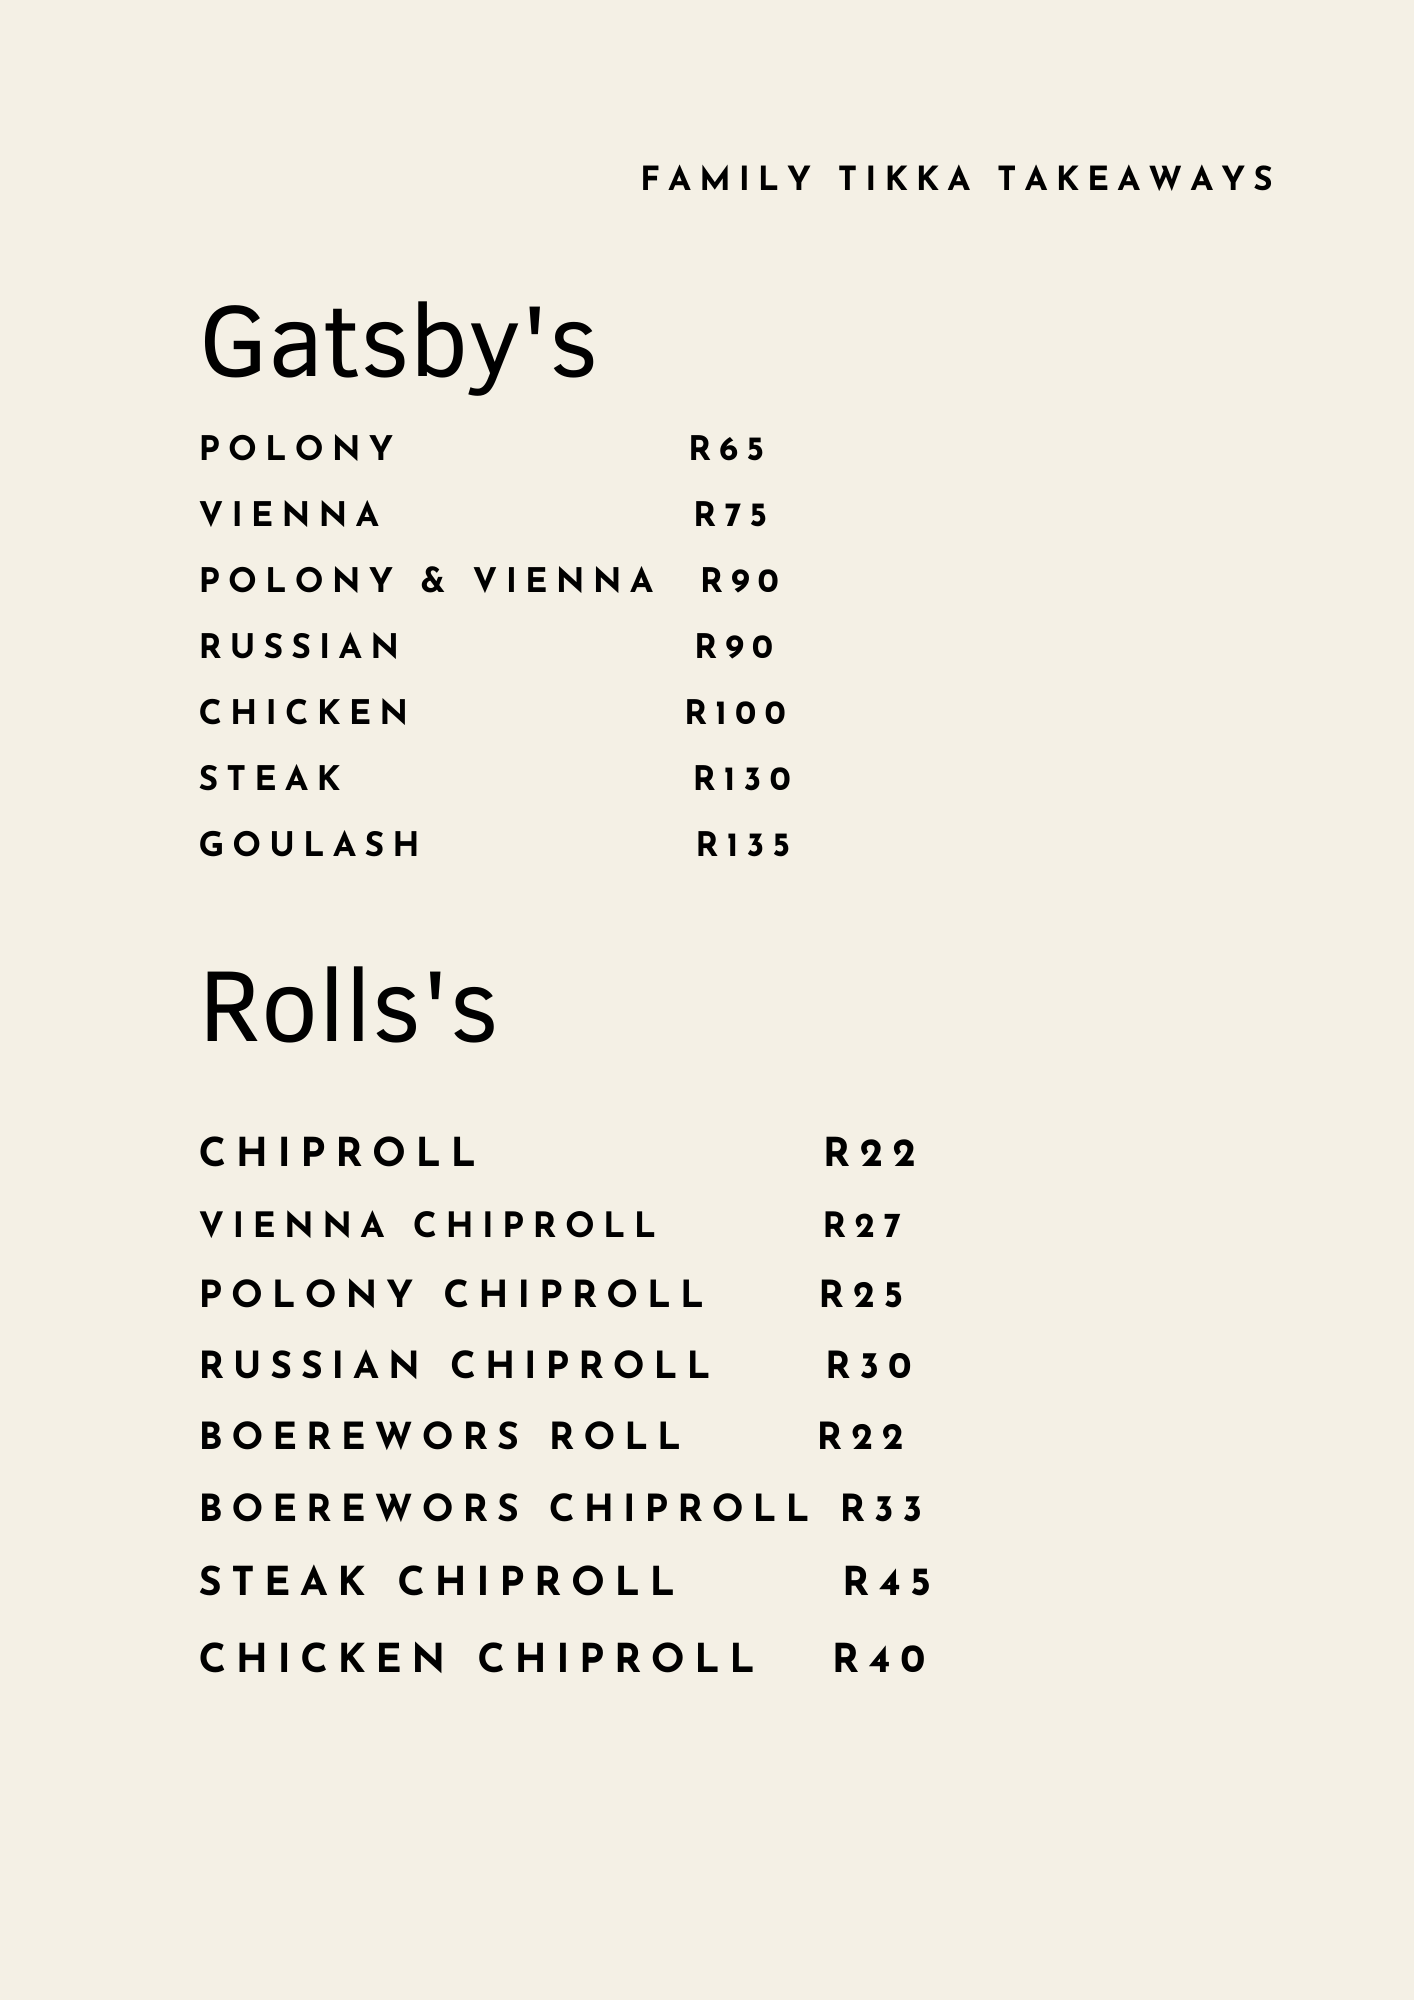 FAMILY TIKKA TAKEAWAYS
Gatsby's
POLONY R65
VIENNA R75
POLONY & VIENNA R90
RUSSIAN R90
CHICKEN R100
STEAK R130
GOULASH R135
Rolls's
CHIPROLL R22
VIENNA CHIPROLL R27
POLONY CHIPROLL R25
RUSSIAN CHIPROLL R30
BOEREWORS ROLL R22
BOEREWORS CHIPROLL R33
STEAK CHIPROLL R45
CHICKEN CHIPROLL R40